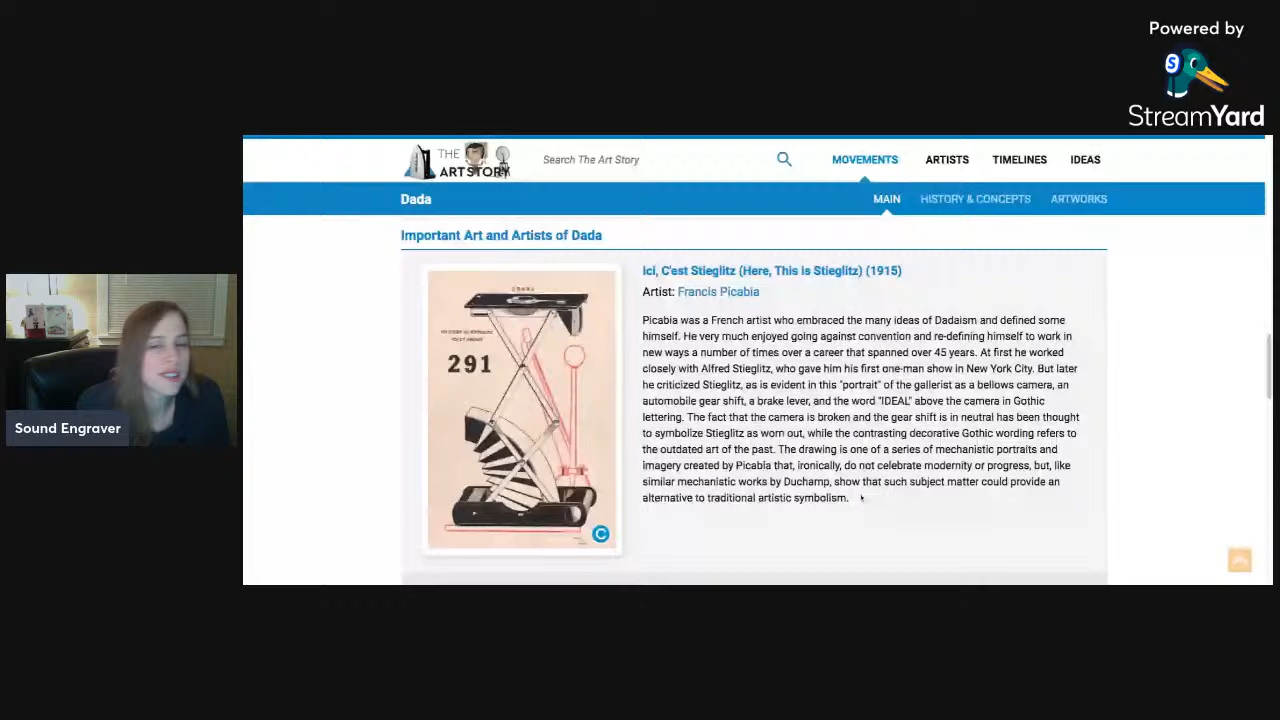 Powered by
StreamYard
THE
ARTSTORY
Search The Art Story
MOVEMENTS
ARTISTS
TIMELINES
IDEAS
Dada
MAIN
HISTORY & CONCEPTS
ARTWORKS
Important Art and Artists of Dada
Ici, C'est Stieglitz (Here, This is Stieglitz) (1915)
Artist: Francis Picabia
Picabia was a French artist who embraced the many ideas of Dadaism and defined some
himself. He very much enjoyed going against convention and re-defining himself to work in
new ways a number of times over a career that spanned over 45 years. At first he worked
closely with Alfred Stieglitz, who gave him his first one-man show in New York City. But later
he criticized Stieglitz, as is evident in this "portrait" of the gallerist as a bellows camera, an
automobile gear shift, a brake lever, and the word "IDEAL" above the camera in Gothic
lettering. The fact that the camera is broken and the gear shift is in neutral has been thought
to symbolize Stieglitz as worn out, while the contrasting decorative Gothic wording refers to
the outdated art of the past. The drawing is one of a series of mechanistic portraits and
imagery created by Picabia that, ironically, do not celebrate modernity or progress, but, like
similar mechanistic works by Duchamp, show that such subject matter could provide an
alternative to traditional artistic symbolism.
291
C
Sound Engraver